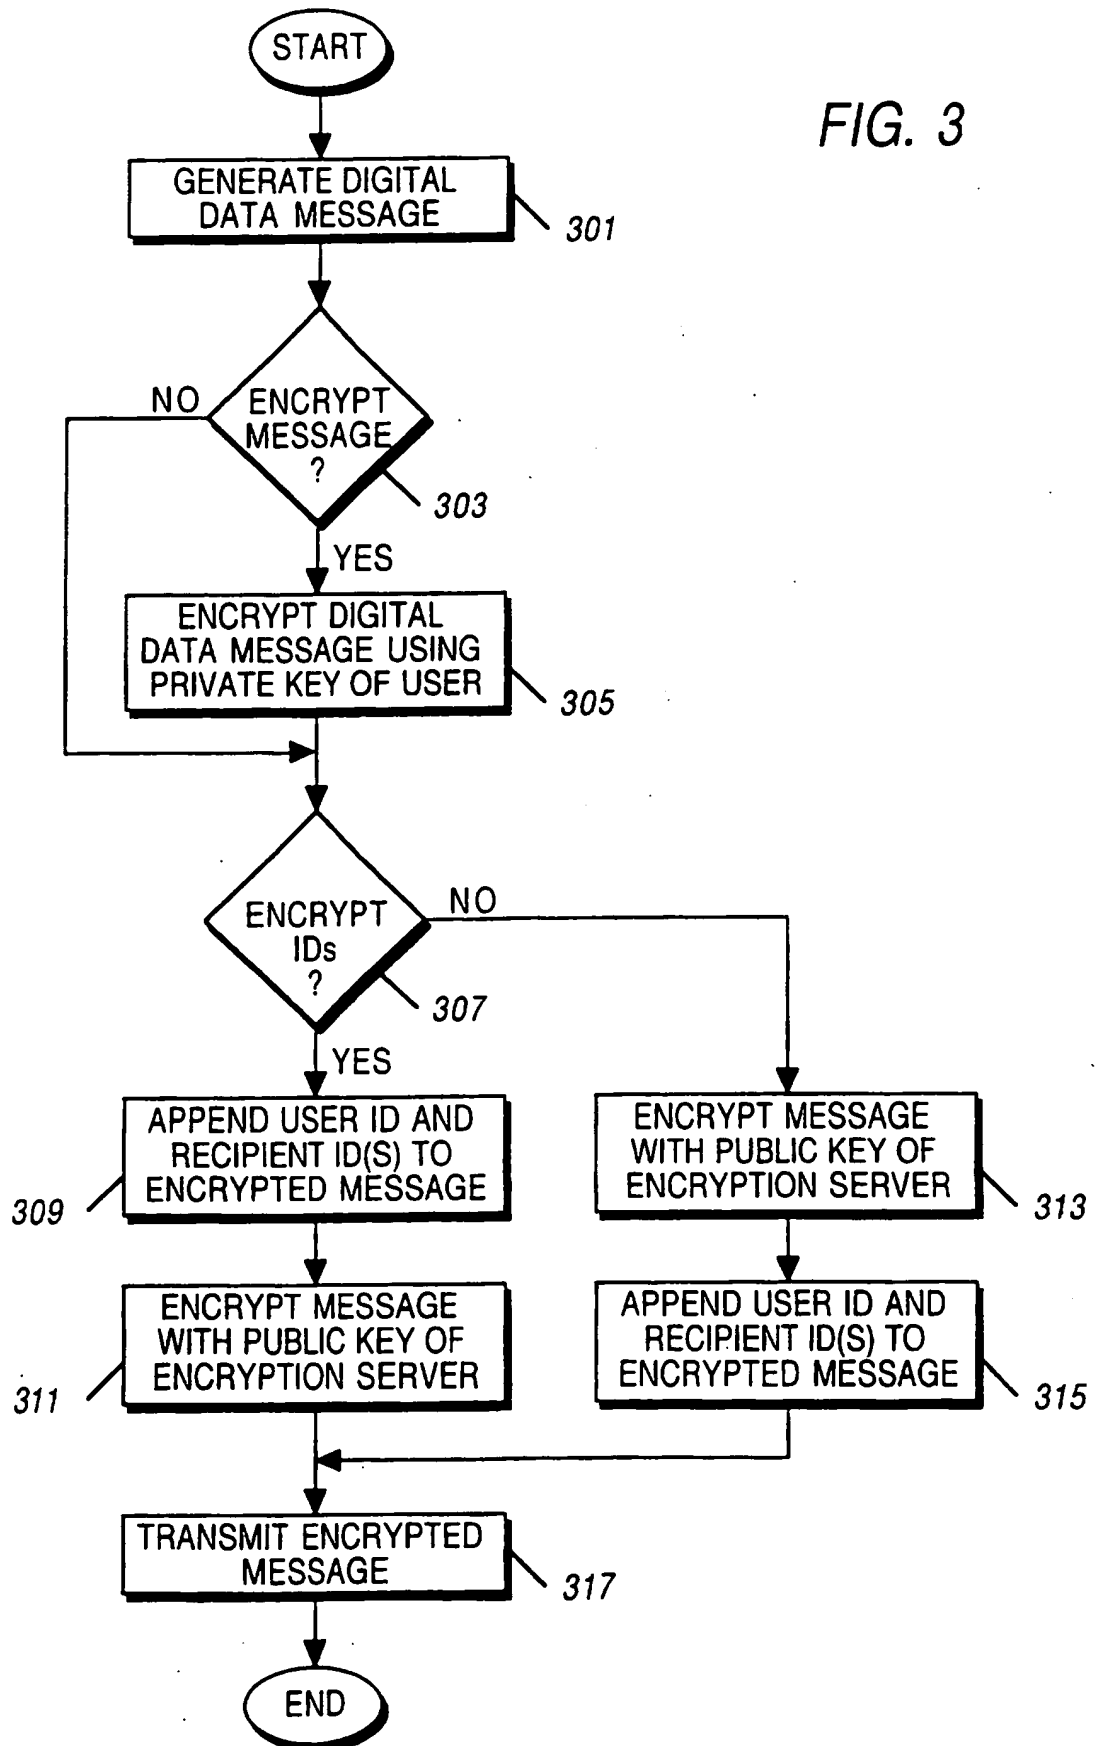 START
FIG. 3
GENERATE DIGITAL
DATA MESSAGE
301
NO
ENCRYPT
MESSAGE
?
303
YES
ENCRYPT DIGITAL
DATA MESSAGE USING
PRIVATE KEY OF USER
305
ENCRYPT
IDs
?
NO
307
YES
APPEND USER ID AND
RECIPIENT ID(S) TO
ENCRYPTED MESSAGE
309
ENCRYPT MESSAGE
WITH PUBLIC KEY OF
ENCRYPTION SERVER
313
ENCRYPT MESSAGE
WITH PUBLIC KEY OF
ENCRYPTION SERVER
311
APPEND USER ID AND
RECIPIENT ID(S) TO
ENCRYPTED MESSAGE
315
TRANSMIT ENCRYPTED
MESSAGE
317
END